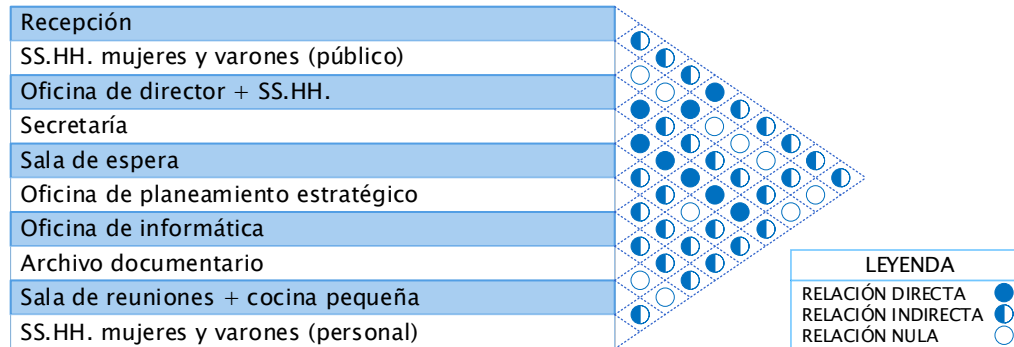 Recepción
SS.HH. mujeres y varones (público)
Oficina de director + SS.HH.
Secretaría
Sala de espera
Oficina de planeamiento estratégico
Oficina de informática
Archivo documentario
Sala de reuniones + cocina pequeña
SS.HH. mujeres y varones (personal)
LEYENDA
RELACIÓN DIRECTA
RELACIÓN INDIRECTA
RELACIÓN NULA